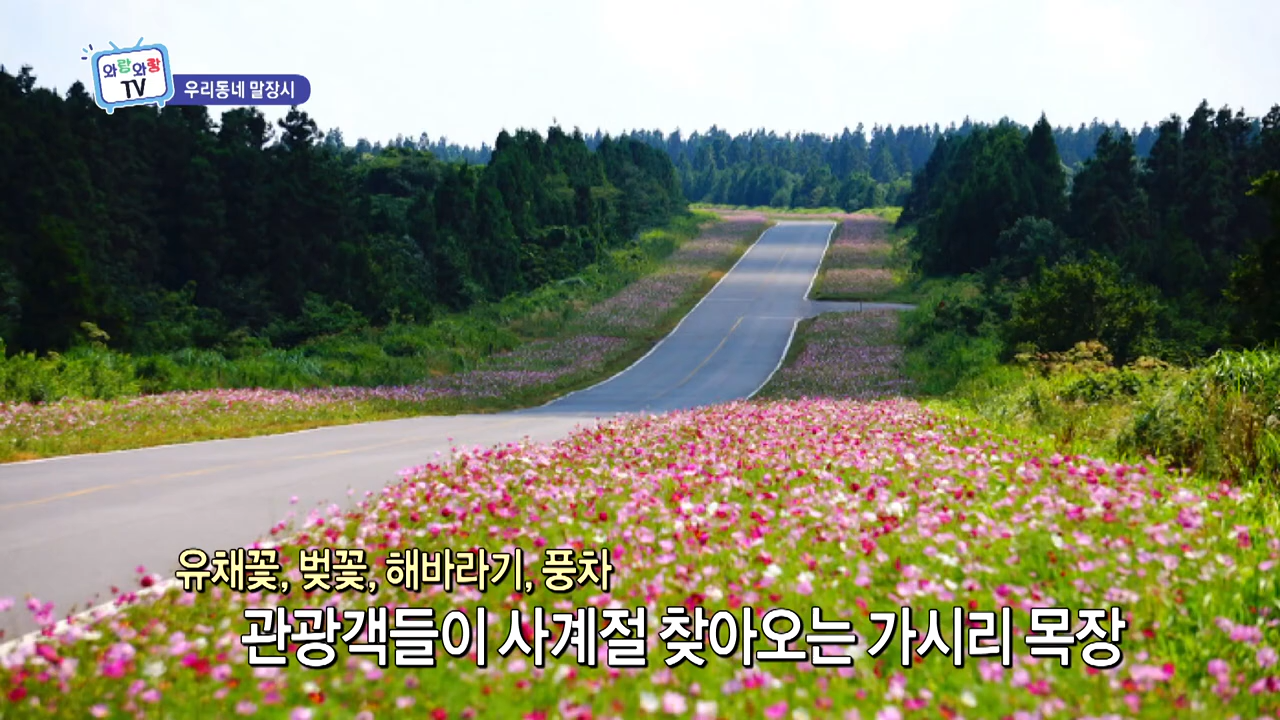 와랑와랑
TV
우리동네 말장시
유채꽃, 벚꽃, 해바라기, 풍차
관광객들이 사계절 찾아오는 가시리 목장